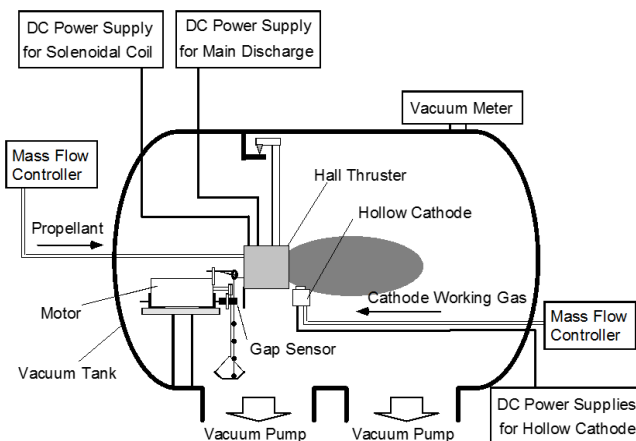 DC Power Supply
for Solenoidal Coil
DC Power Supply
for Main Discharge
Vacuum Meter
Mass Flow
Controller
Hall Thruster
Hollow Cathode
Propellant
Cathode Working Gas
Motor
Mass Flow
Controller
Gap Sensor
Vacuum Tank
DC Power Supplies
for Hollow Cathode
Vacuum Pump
Vacuum Pump